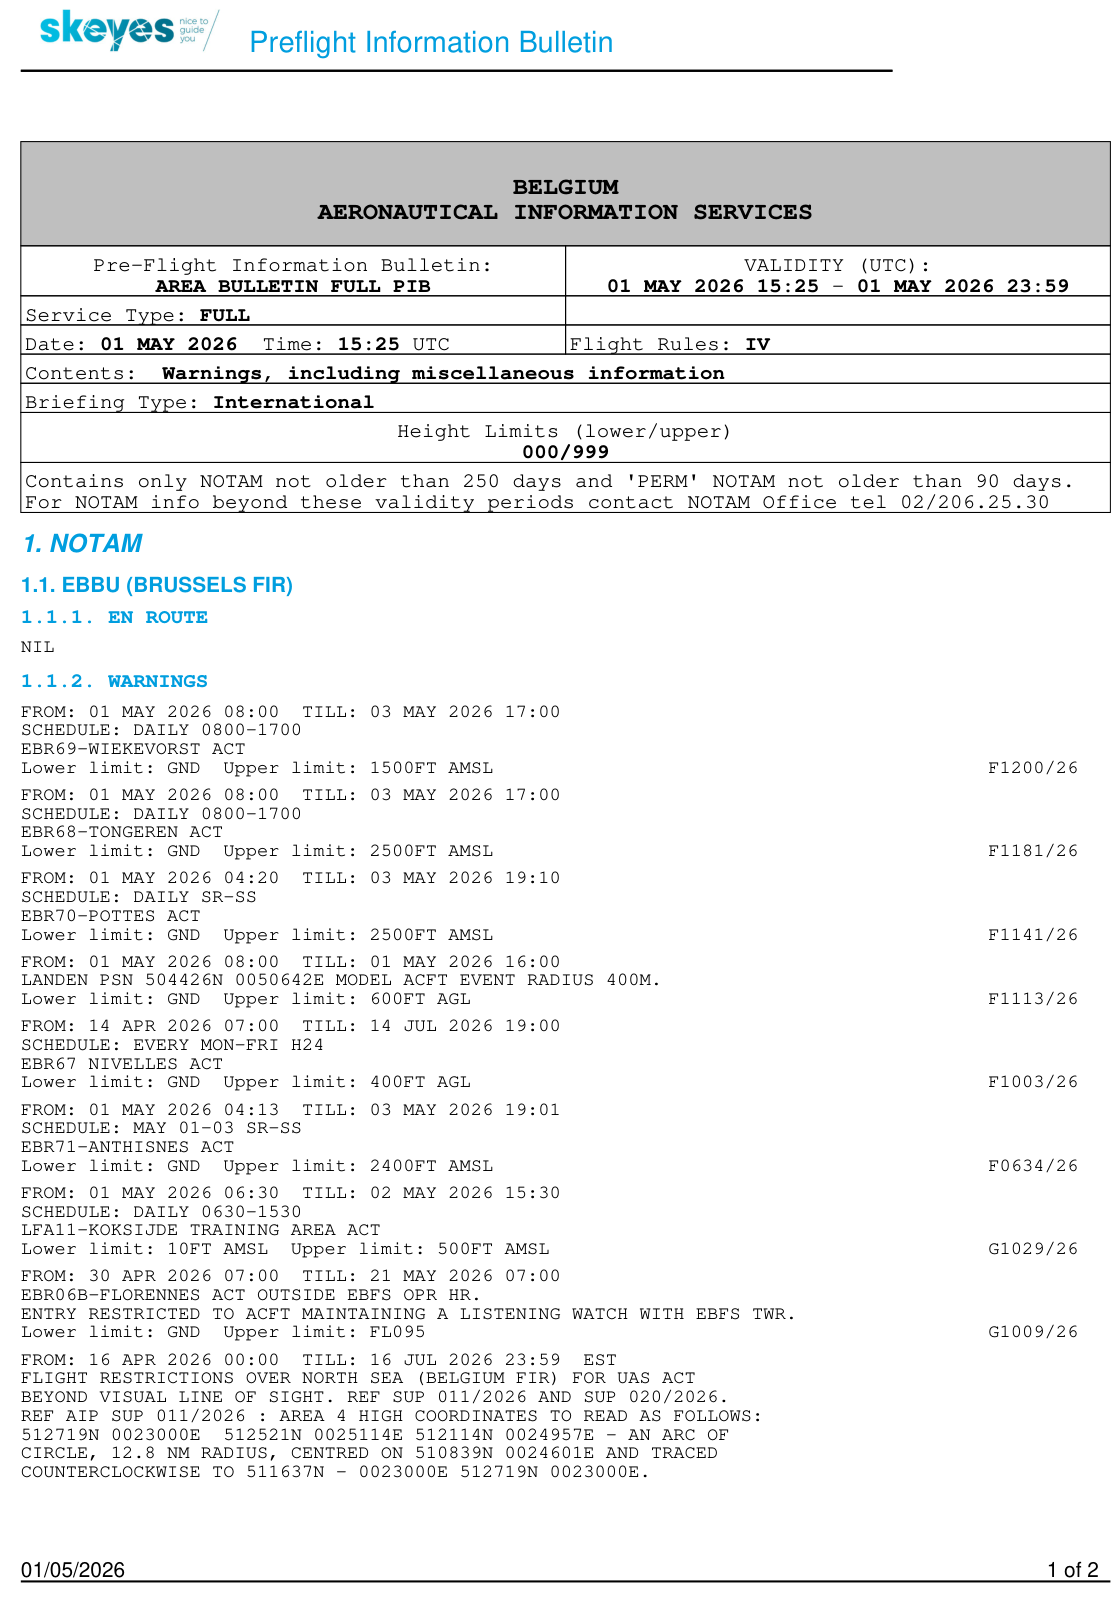 skeyes nice to guide you
Preflight Information Bulletin
BELGIUM
AERONAUTICAL INFORMATION SERVICES
Pre-Flight Information Bulletin:
AREA BULLETIN FULL PIB
VALIDITY (UTC):
01 MAY 2026 15:25 - 01 MAY 2026 23:59
Service Type: FULL
Date: 01 MAY 2026  Time: 15:25 UTC
Flight Rules: IV
Contents:  Warnings, including miscellaneous information
Briefing Type: International
Height Limits (lower/upper)
000/999
Contains only NOTAM not older than 250 days and 'PERM' NOTAM not older than 90 days.
For NOTAM info beyond these validity periods contact NOTAM Office tel 02/206.25.30
1. NOTAM
1.1. EBBU (BRUSSELS FIR)
1.1.1. EN ROUTE
NIL
1.1.2. WARNINGS
FROM: 01 MAY 2026 08:00  TILL: 03 MAY 2026 17:00
SCHEDULE: DAILY 0800-1700
EBR69-WIEKEVORST ACT
Lower limit: GND  Upper limit: 1500FT AMSL F1200/26
FROM: 01 MAY 2026 08:00  TILL: 03 MAY 2026 17:00
SCHEDULE: DAILY 0800-1700
EBR68-TONGEREN ACT
Lower limit: GND  Upper limit: 2500FT AMSL F1181/26
FROM: 01 MAY 2026 04:20  TILL: 03 MAY 2026 19:10
SCHEDULE: DAILY SR-SS
EBR70-POTTES ACT
Lower limit: GND  Upper limit: 2500FT AMSL F1141/26
FROM: 01 MAY 2026 08:00  TILL: 01 MAY 2026 16:00
LANDEN PSN 504426N 0050642E MODEL ACFT EVENT RADIUS 400M.
Lower limit: GND  Upper limit: 600FT AGL F1113/26
FROM: 14 APR 2026 07:00  TILL: 14 JUL 2026 19:00
SCHEDULE: EVERY MON-FRI H24
EBR67 NIVELLES ACT
Lower limit: GND  Upper limit: 400FT AGL F1003/26
FROM: 01 MAY 2026 04:13  TILL: 03 MAY 2026 19:01
SCHEDULE: MAY 01-03 SR-SS
EBR71-ANTHISNES ACT
Lower limit: GND  Upper limit: 2400FT AMSL F0634/26
FROM: 01 MAY 2026 06:30  TILL: 02 MAY 2026 15:30
SCHEDULE: DAILY 0630-1530
LFA11-KOKSIJDE TRAINING AREA ACT
Lower limit: 10FT AMSL  Upper limit: 500FT AMSL G1029/26
FROM: 30 APR 2026 07:00  TILL: 21 MAY 2026 07:00
EBR06B-FLORENNES ACT OUTSIDE EBFS OPR HR.
ENTRY RESTRICTED TO ACFT MAINTAINING A LISTENING WATCH WITH EBFS TWR.
Lower limit: GND  Upper limit: FL095 G1009/26
FROM: 16 APR 2026 00:00  TILL: 16 JUL 2026 23:59  EST
FLIGHT RESTRICTIONS OVER NORTH SEA (BELGIUM FIR) FOR UAS ACT
BEYOND VISUAL LINE OF SIGHT. REF SUP 011/2026 AND SUP 020/2026.
REF AIP SUP 011/2026 : AREA 4 HIGH COORDINATES TO READ AS FOLLOWS:
512719N 0023000E  512521N 0025114E 512114N 0024957E - AN ARC OF
CIRCLE, 12.8 NM RADIUS, CENTRED ON 510839N 0024601E AND TRACED
COUNTERCLOCKWISE TO 511637N - 0023000E 512719N 0023000E.
01/05/2026
1 of 2